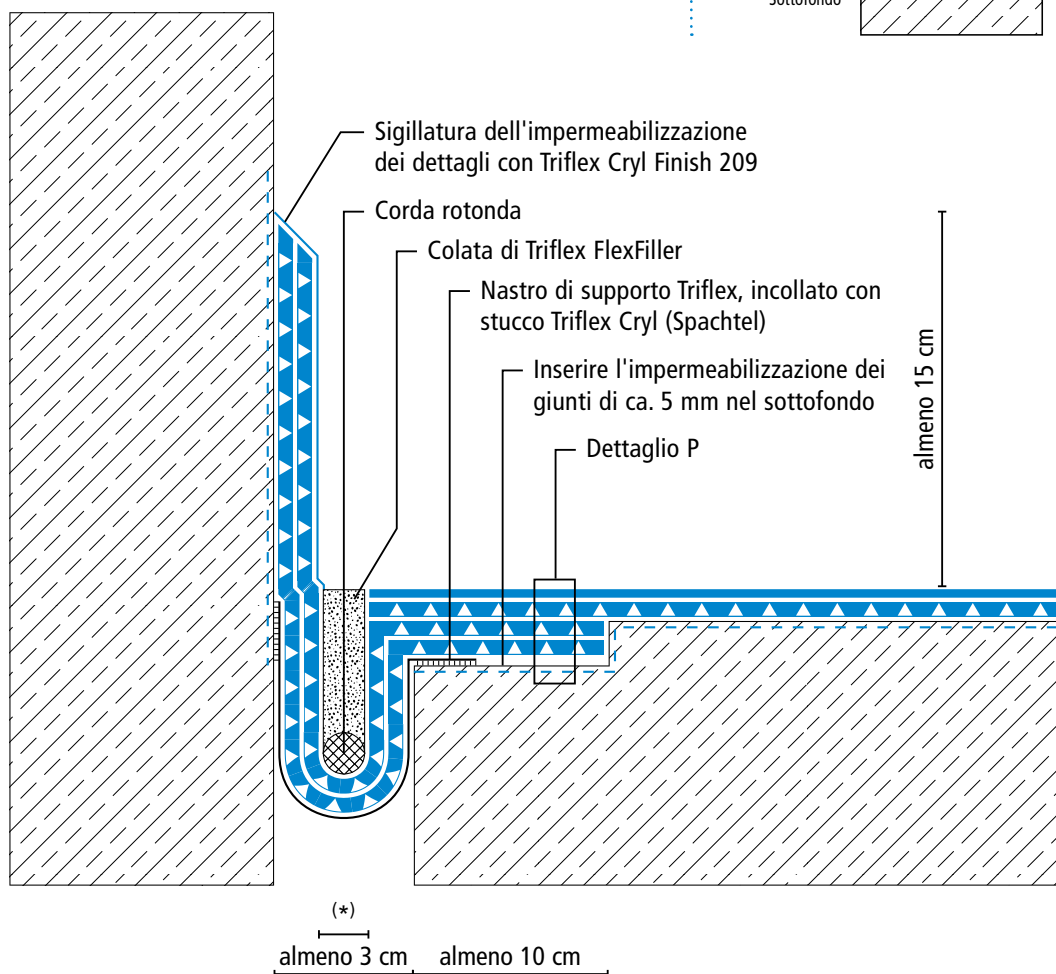 Sottofondo
Sigillatura dell'impermeabilizzazione
dei dettagli con Triflex Cryl Finish 209
Corda rotonda
Colata di Triflex FlexFiller
Nastro di supporto Triflex, incollato con
stucco Triflex Cryl (Spachtel)
Inserire l'impermeabilizzazione dei
giunti di ca. 5 mm nel sottofondo
Dettaglio P
almeno 15 cm
(*)
almeno 3 cm
almeno 10 cm